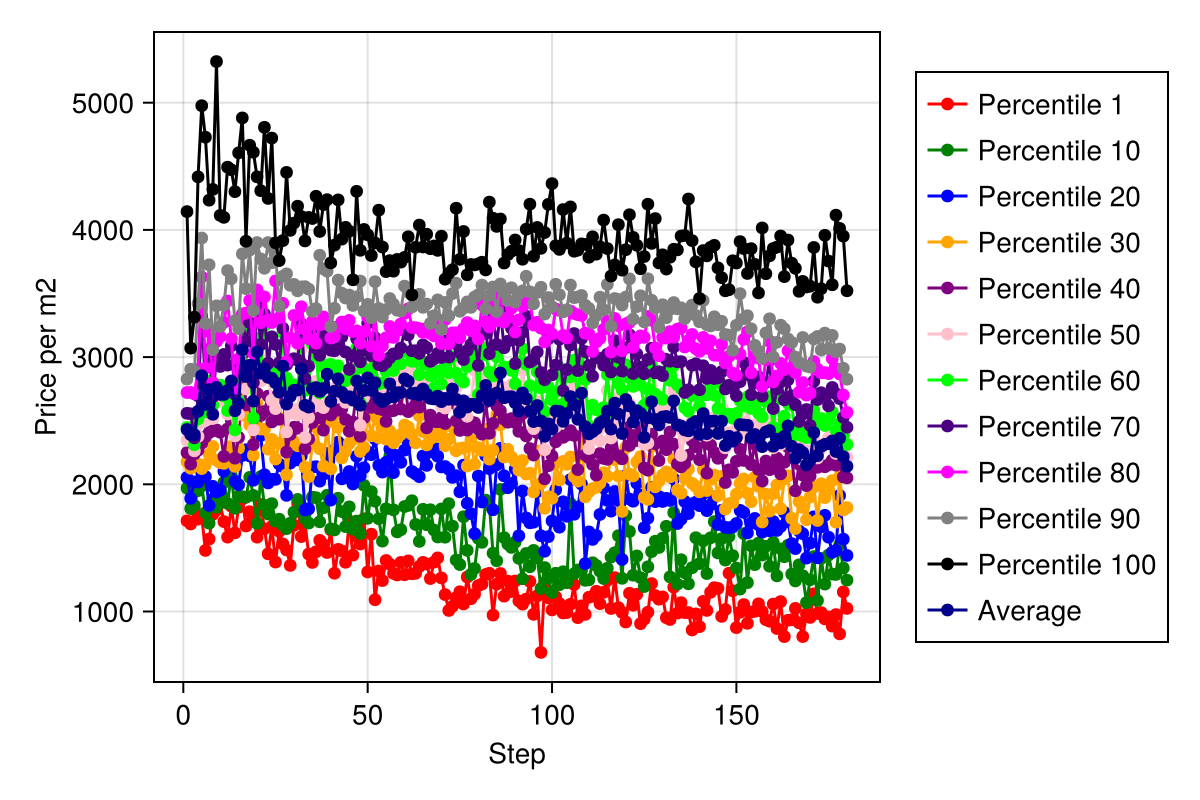 5000
4000
3000
2000
1000
Price per m2
0 50 100 150
Step
Percentile 1
Percentile 10
Percentile 20
Percentile 30
Percentile 40
Percentile 50
Percentile 60
Percentile 70
Percentile 80
Percentile 90
Percentile 100
Average